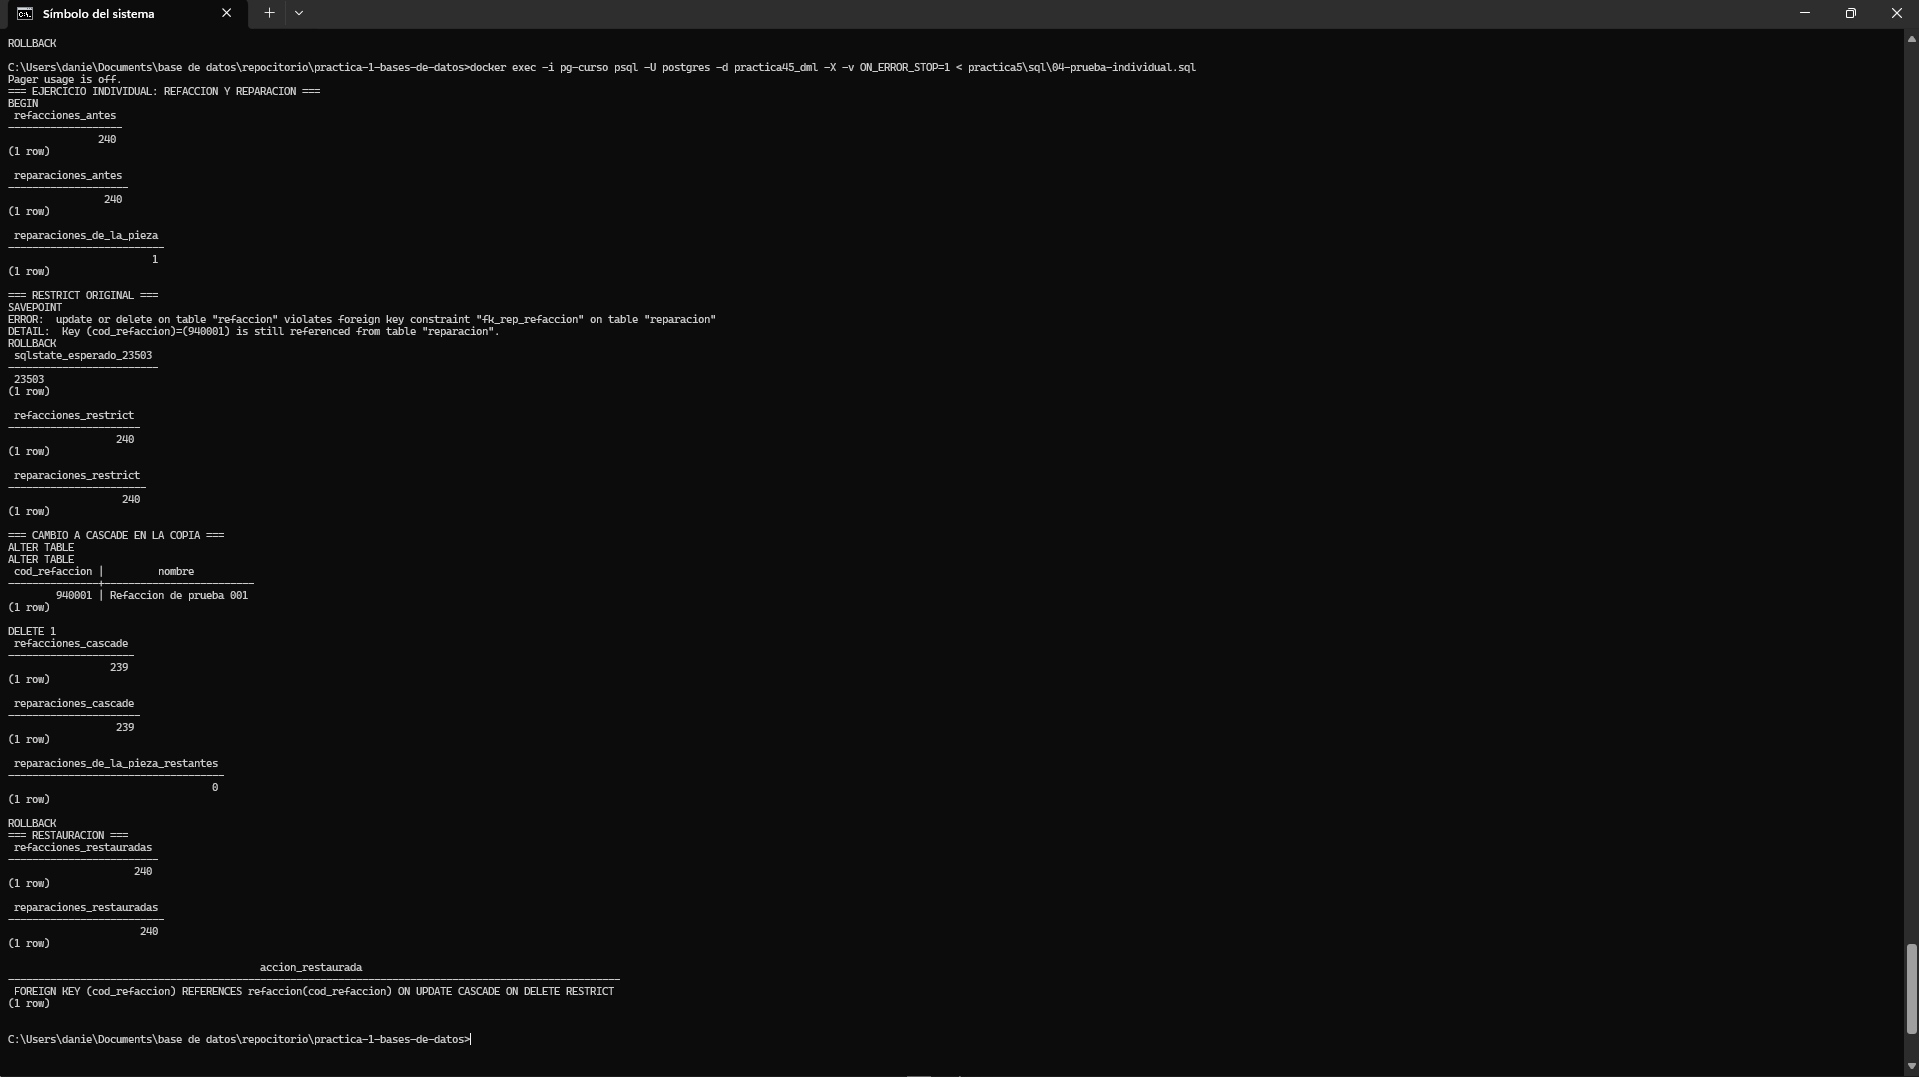 Símbolo del sistema
ROLLBACK
C:\Users\danie\Documents\base de datos\repocitorio\practica-1-bases-de-datos>docker exec -i pg-curso psql -U postgres -d practica45_dml -X -v ON_ERROR_STOP=1 < practica5\sql\04-prueba-individual.sql
Pager usage is off.
=== EJERCICIO INDIVIDUAL: REFACCION Y REPARACION ===
BEGIN
 refacciones_antes
-------------------
               240
(1 row)

 reparaciones_antes
--------------------
                240
(1 row)

 reparaciones_de_la_pieza
--------------------------
                        1
(1 row)

=== RESTRICT ORIGINAL ===
SAVEPOINT
ERROR:  update or delete on table "refaccion" violates foreign key constraint "fk_rep_refaccion" on table "reparacion"
DETAIL:  Key (cod_refaccion)=(940001) is still referenced from table "reparacion".
ROLLBACK
 sqlstate_esperado_23503
-------------------------
 23503
(1 row)

 refacciones_restrict
----------------------
                  240
(1 row)

 reparaciones_restrict
-----------------------
                   240
(1 row)

=== CAMBIO A CASCADE EN LA COPIA ===
ALTER TABLE
ALTER TABLE
 cod_refaccion |         nombre
---------------+-------------------------
        940001 | Refaccion de prueba 001
(1 row)

DELETE 1
 refacciones_cascade
---------------------
                 239
(1 row)

 reparaciones_cascade
----------------------
                  239
(1 row)

 reparaciones_de_la_pieza_restantes
------------------------------------
                                  0
(1 row)

ROLLBACK
=== RESTAURACION ===
 refacciones_restauradas
-------------------------
                     240
(1 row)

 reparaciones_restauradas
--------------------------
                      240
(1 row)

                                          accion_restaurada
------------------------------------------------------------------------------------------------------
 FOREIGN KEY (cod_refaccion) REFERENCES refaccion(cod_refaccion) ON UPDATE CASCADE ON DELETE RESTRICT
(1 row)

C:\Users\danie\Documents\base de datos\repocitorio\practica-1-bases-de-datos>